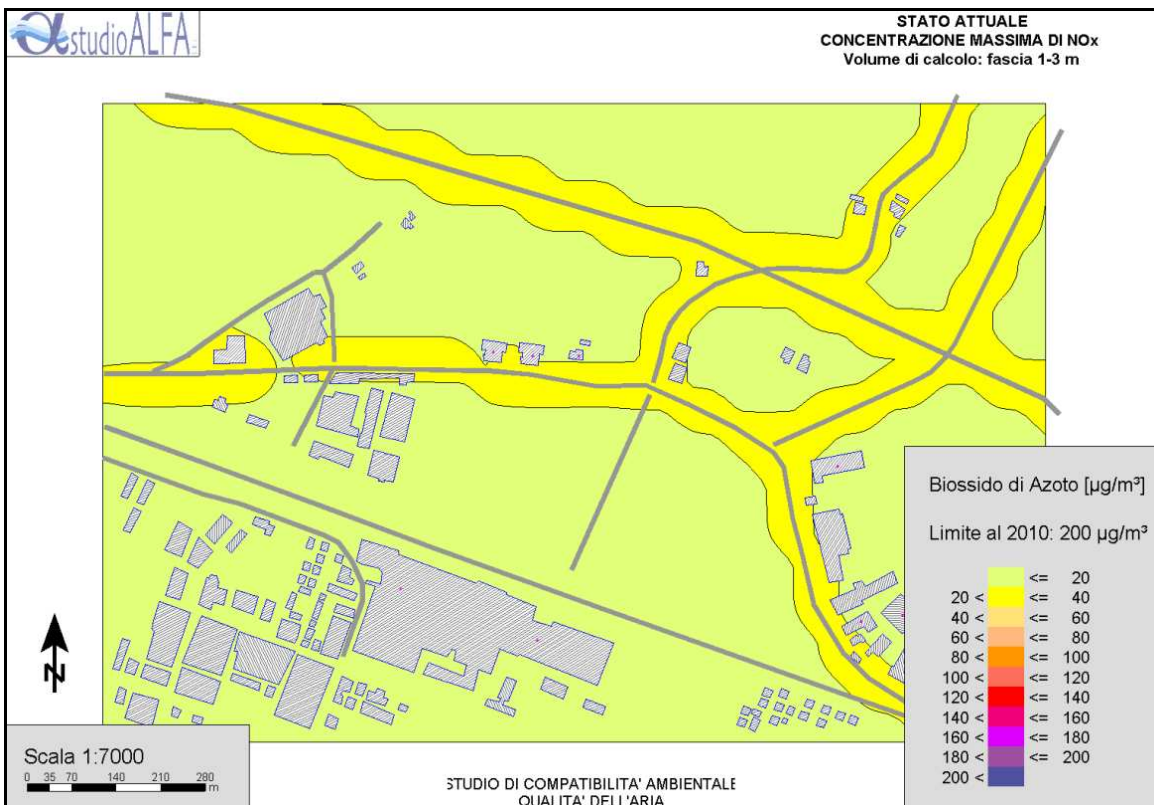 αstudioALFA
STATO ATTUALE
CONCENTRAZIONE MASSIMA DI NOx
Volume di calcolo: fascia 1-3 m
Biossido di Azoto [µg/m³]
Limite al 2010: 200 µg/m³
<= 20
20 < <= 40
40 < <= 60
60 < <= 80
80 < <= 100
100 < <= 120
120 < <= 140
140 < <= 160
160 < <= 180
180 < <= 200
200 <
N
Scala 1:7000
0 35 70 140 210 280
m
STUDIO DI COMPATIBILITA' AMBIENTALE
QUALITA' DELL'ARIA